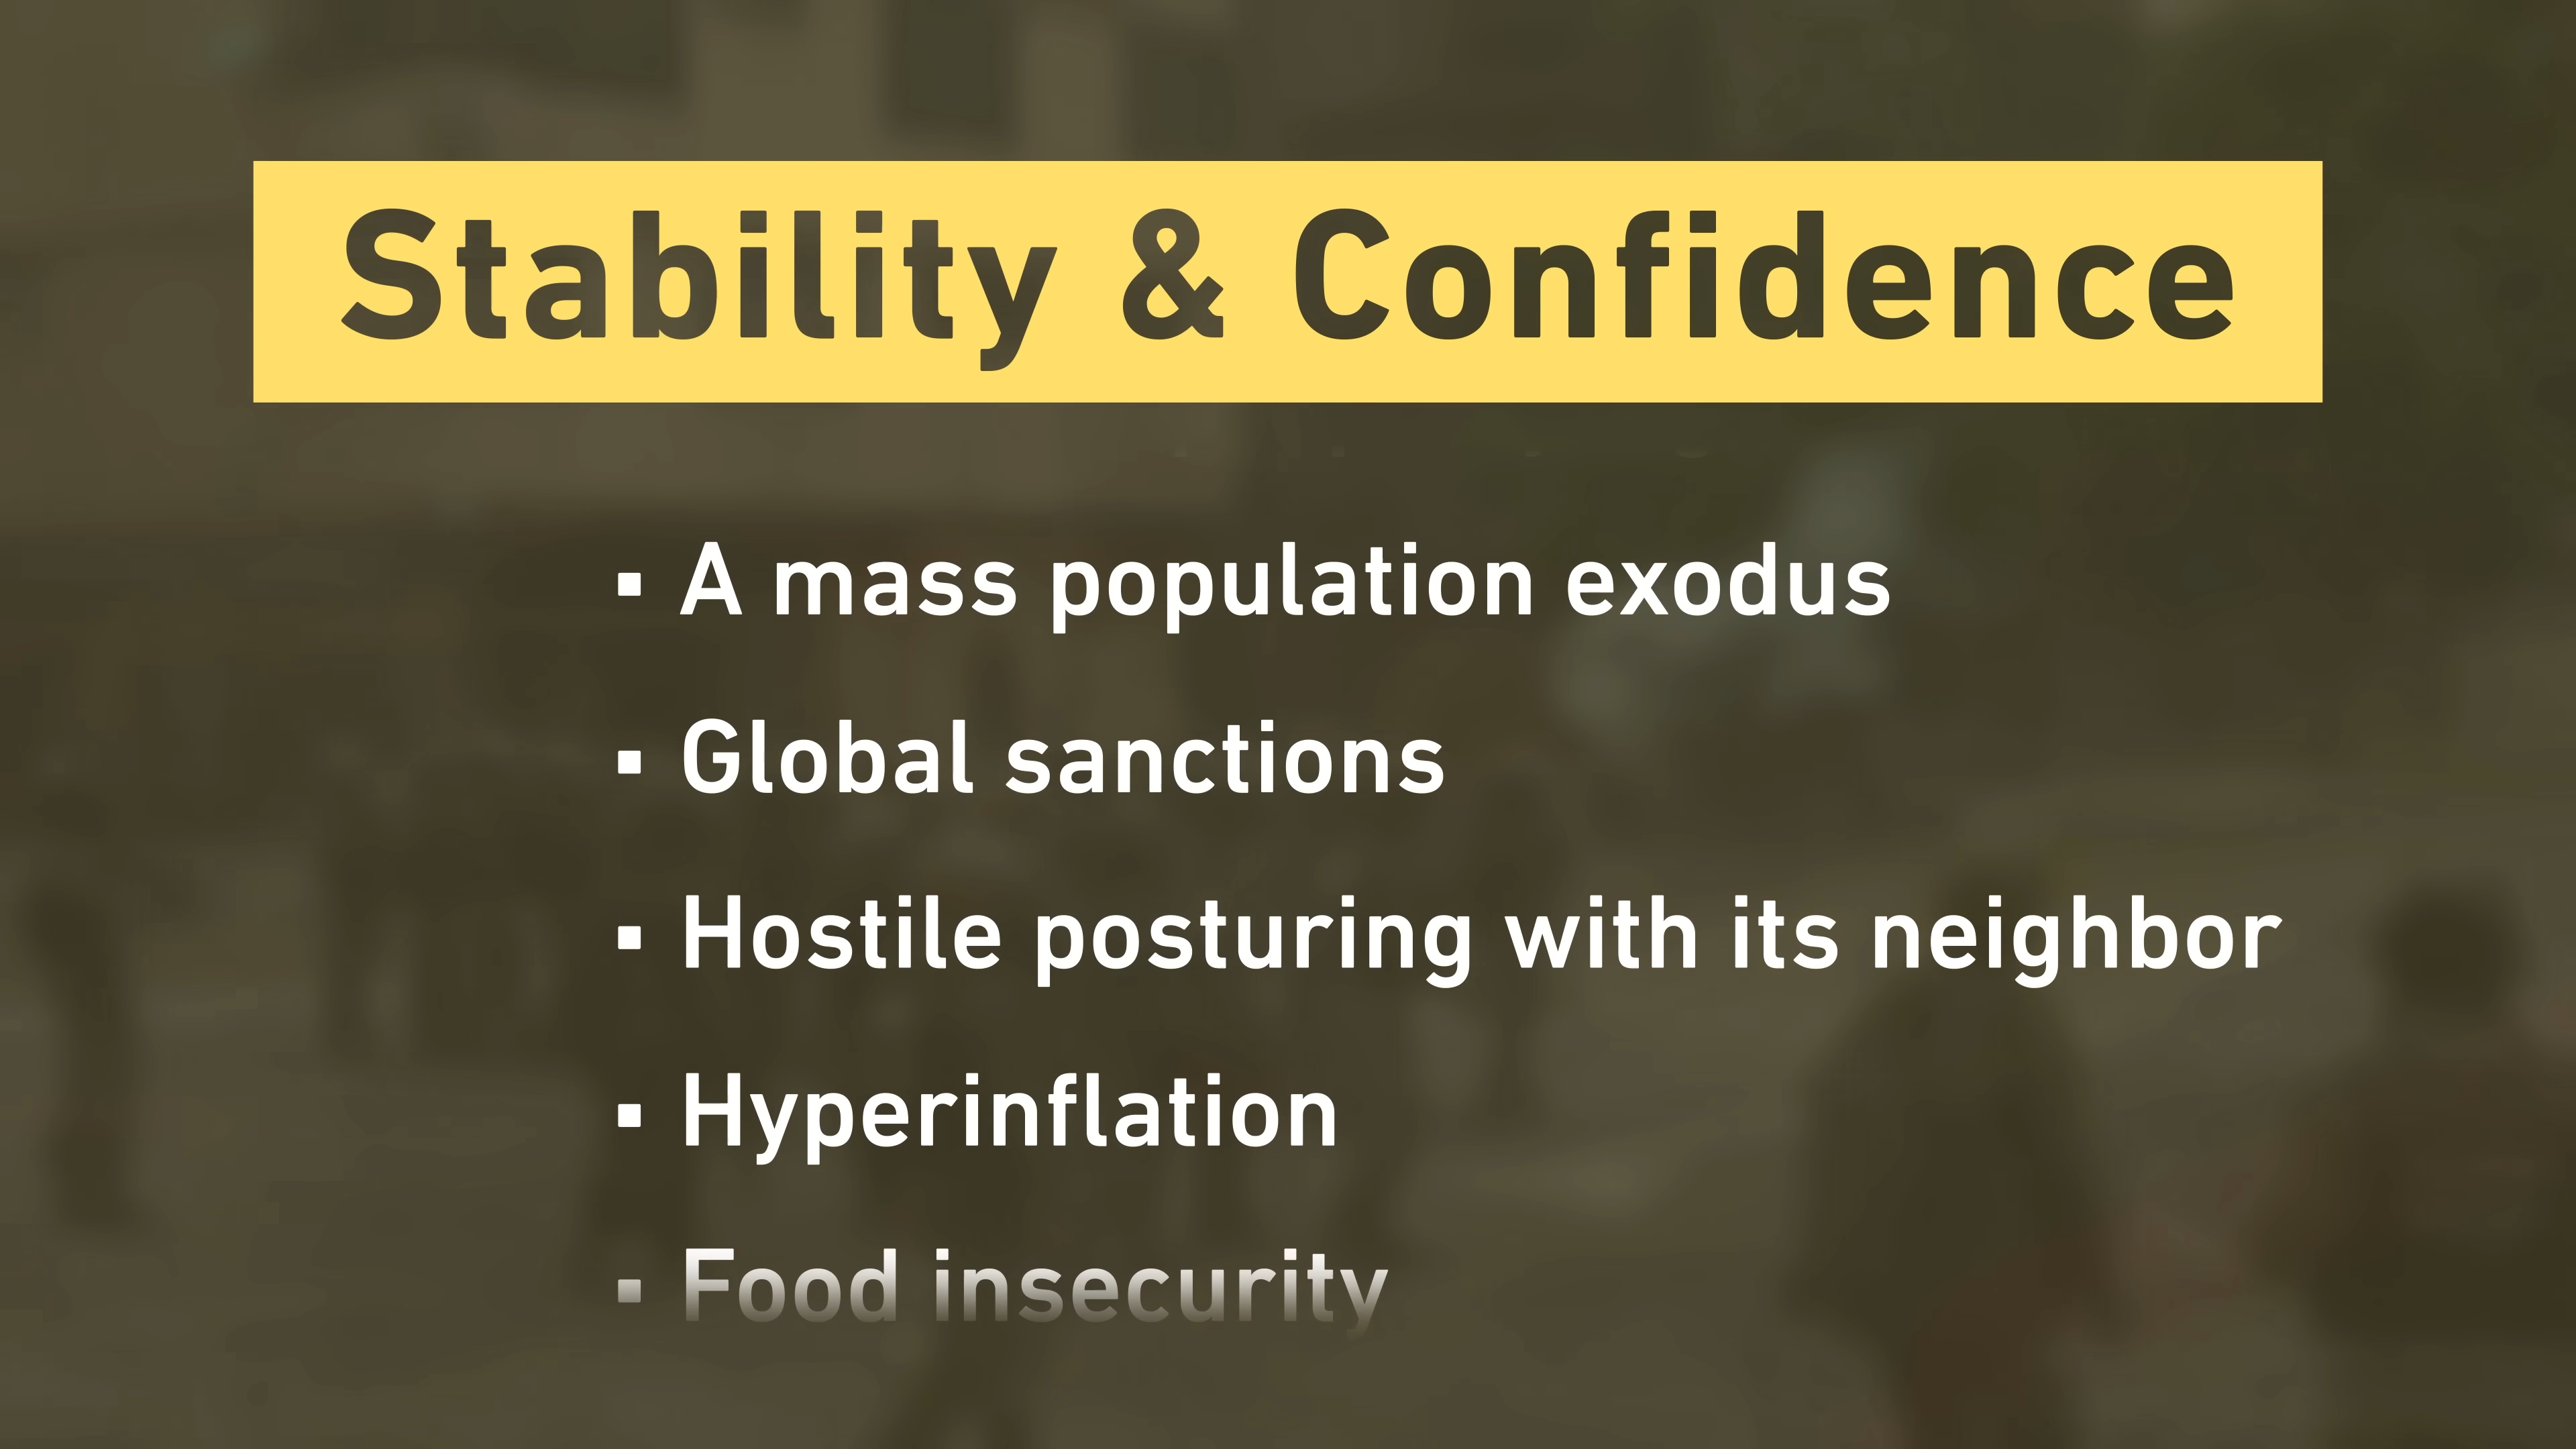 Stability & Confidence
▪ A mass population exodus
▪ Global sanctions
▪ Hostile posturing with its neighbor
▪ Hyperinflation
▪ Food insecurity